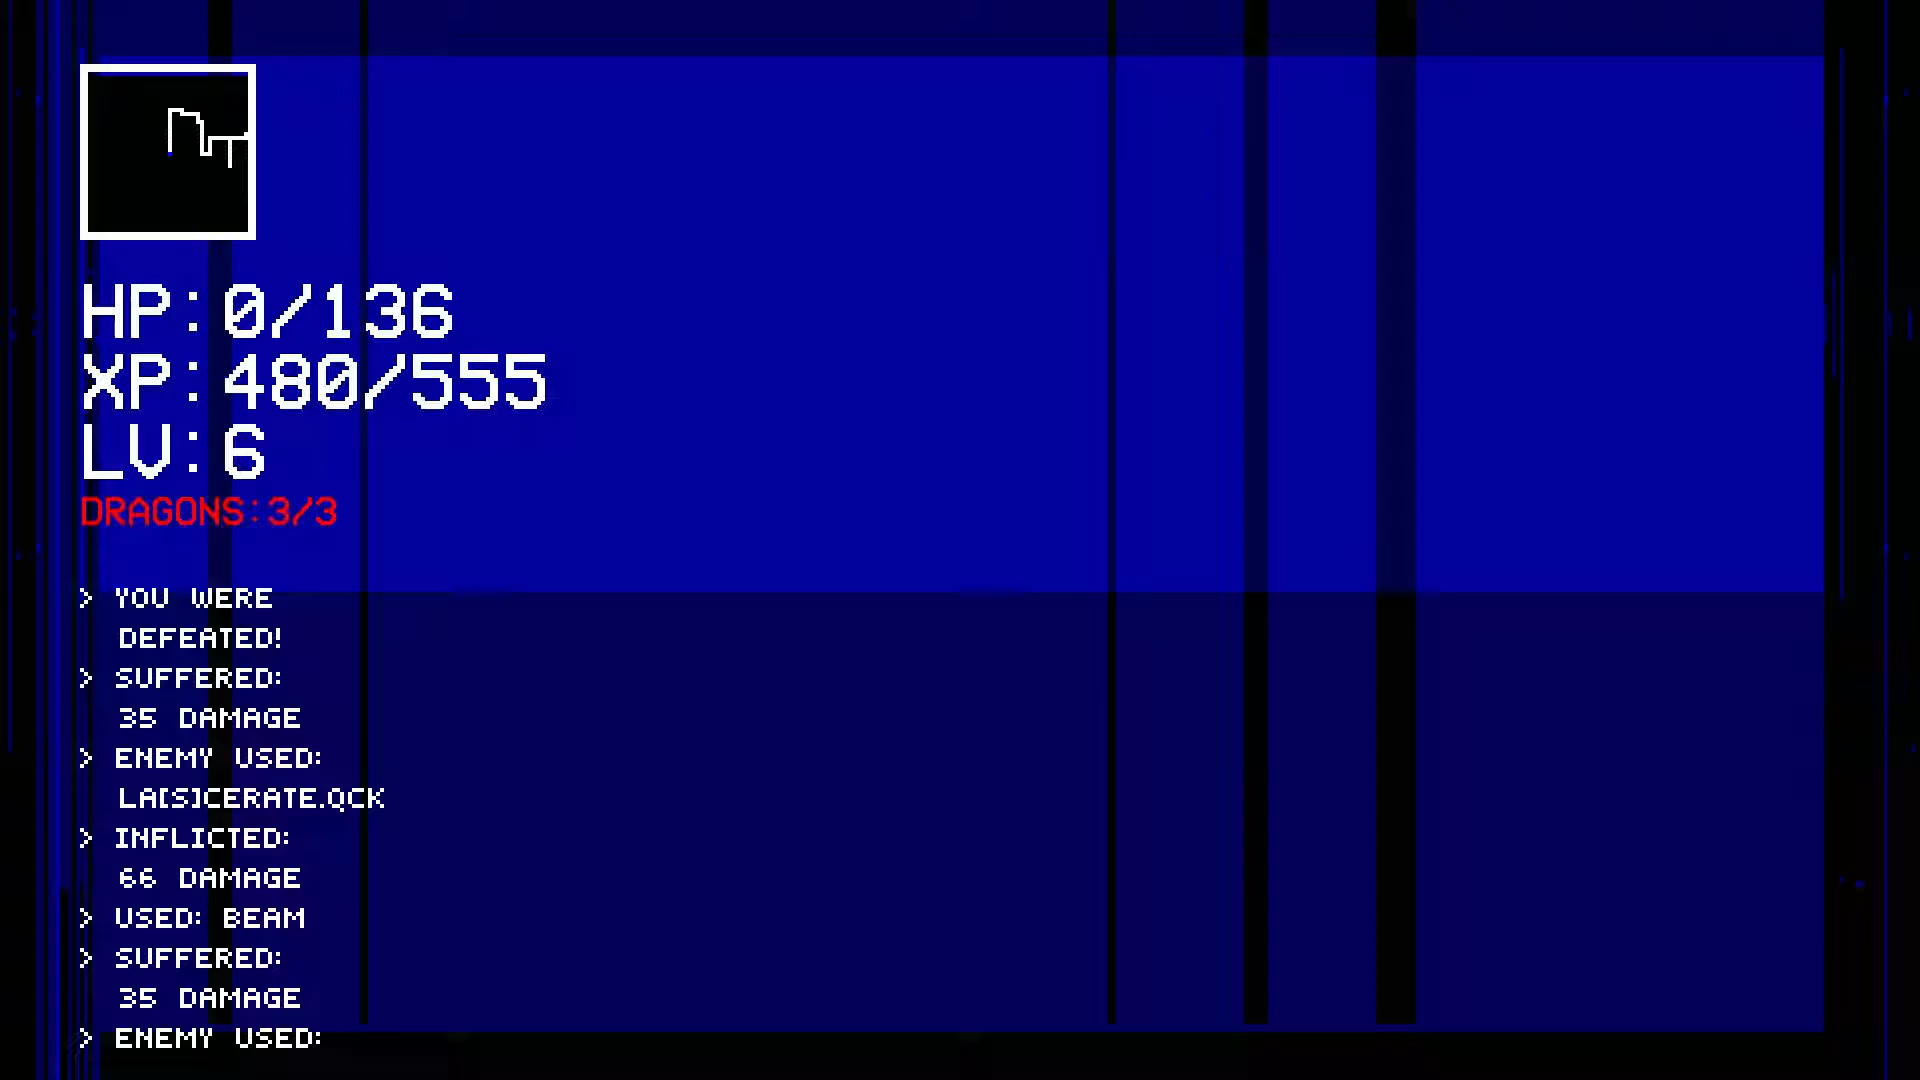 HP:0/136
XP:480/555
LV:6
DRAGONS:3/3
> YOU WERE
DEFEATED!
> SUFFERED:
35 DAMAGE
> ENEMY USED:
LA[S]CERATE.QCK
> INFLICTED:
66 DAMAGE
> USED: BEAM
> SUFFERED:
35 DAMAGE
> ENEMY USED: